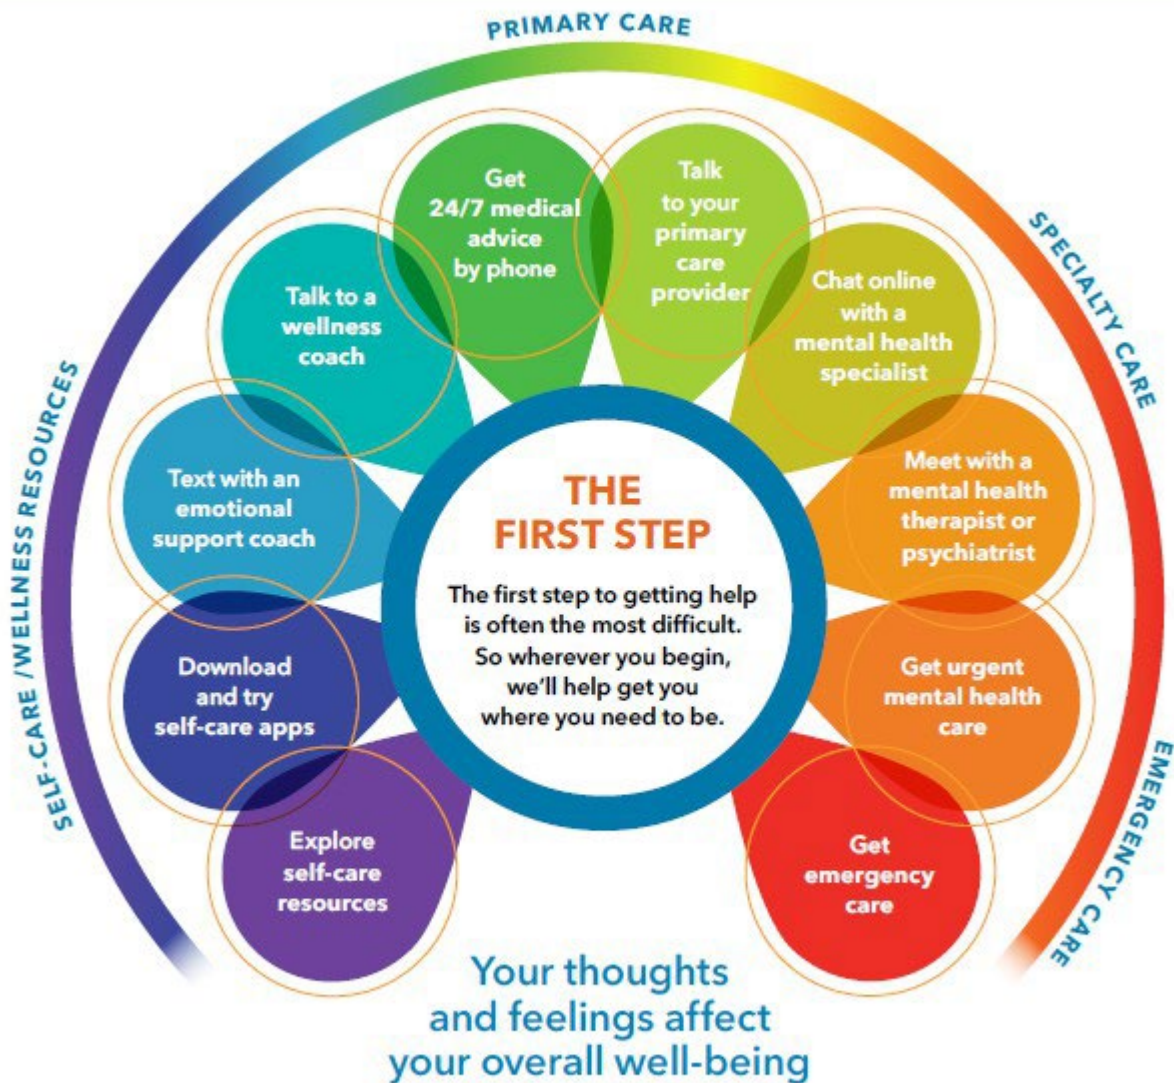 PRIMARY CARE
SPECIALTY CARE
EMERGENCY CARE
SELF-CARE /WELLNESS RESOURCES
Get
24/7 medical
advice
by phone
Talk
to your
primary
care
provider
Talk to a
wellness
coach
Chat online
with a
mental health
specialist
Text with an
emotional
support coach
Meet with a
mental health
therapist or
psychiatrist
Download
and try
self-care apps
Get urgent
mental health
care
Explore
self-care
resources
Get
emergency
care
THE
FIRST STEP
The first step to getting help
is often the most difficult.
So wherever you begin,
we’ll help get you
where you need to be.
Your thoughts
and feelings affect
your overall well-being